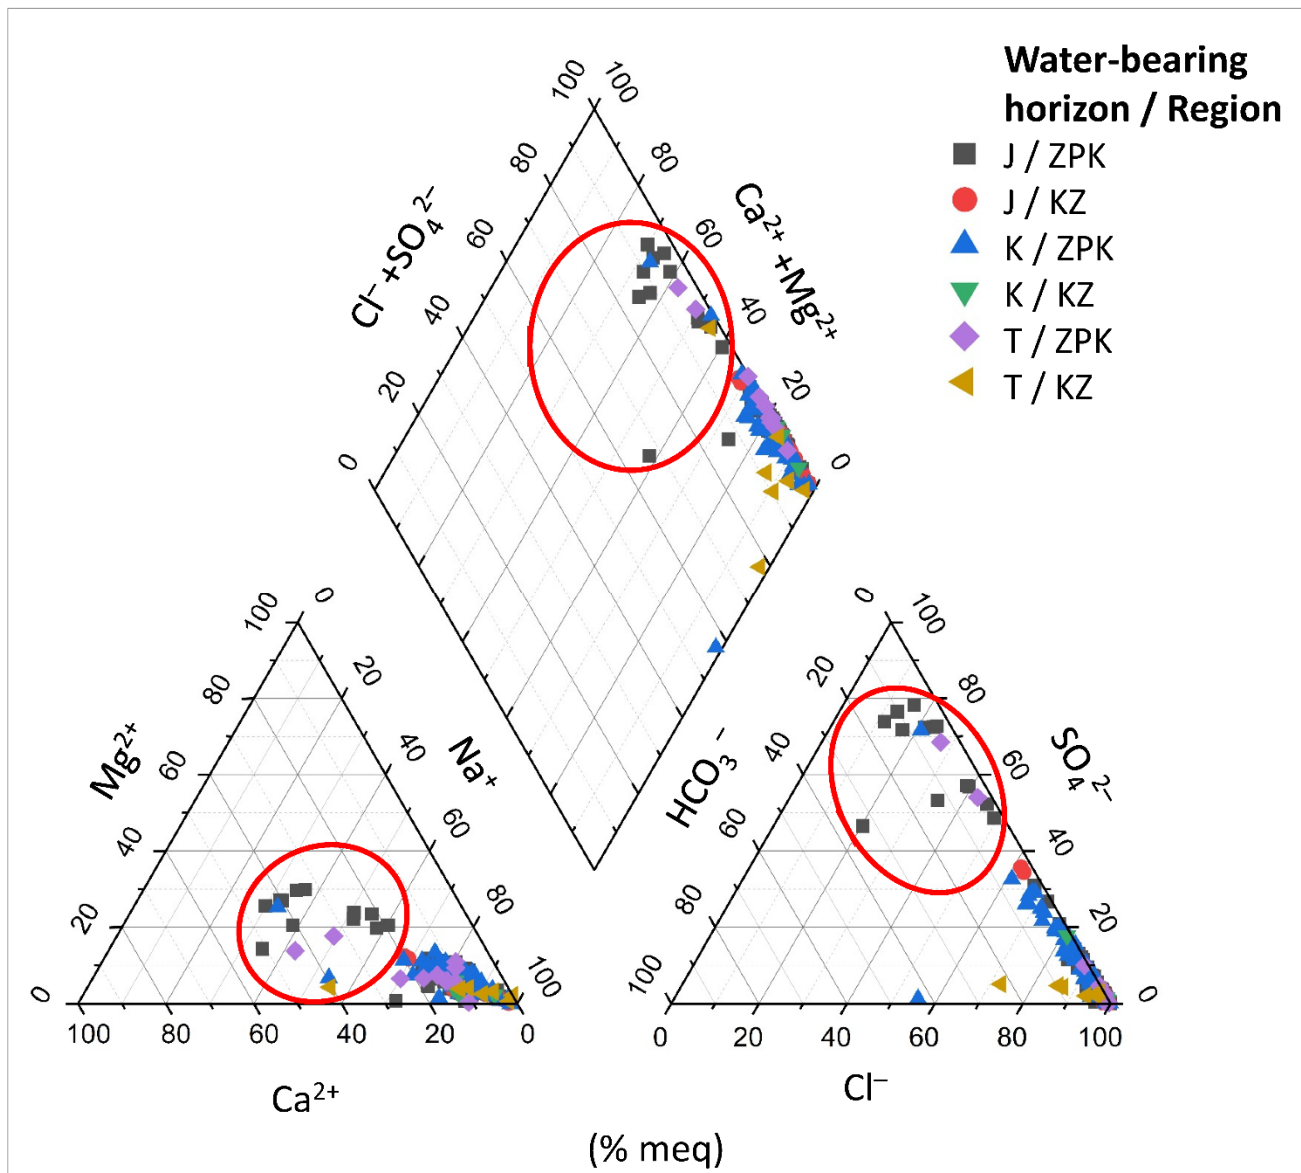 Water-bearing
horizon / Region
J / ZPK
J / KZ
K / ZPK
K / KZ
T / ZPK
T / KZ
100 100
80 80
60 60
40 40
20 20
0 0
Cl⁻+SO₄²⁻
Ca²⁺+Mg²⁺
100 0
80 20
60 40
40 60
20 80
0 100
Mg²⁺
Na⁺
100 80 60 40 20 0
Ca²⁺
0 100
20 80
40 60
60 40
80 20
100 0
HCO₃⁻
SO₄²⁻
0 20 40 60 80 100
Cl⁻
(% meq)